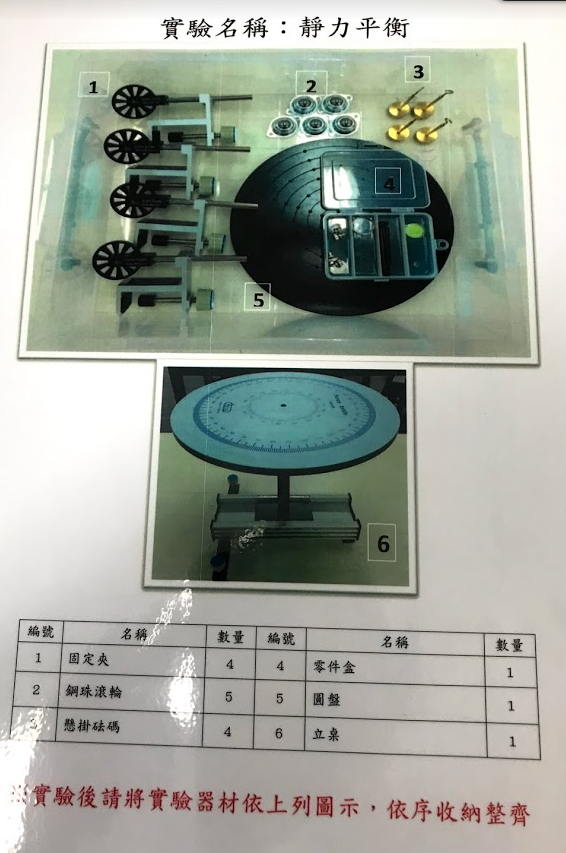 實驗名稱：靜力平衡
1
2
3
4
5
6
編號 名稱 數量 編號 名稱 數量
1 固定夾 4 4 零件盒 1
2 鋼珠滾輪 5 5 圓盤 1
3 懸掛砝碼 4 6 立桌 1
※實驗後請將實驗器材依上列圖示，依序收納整齊